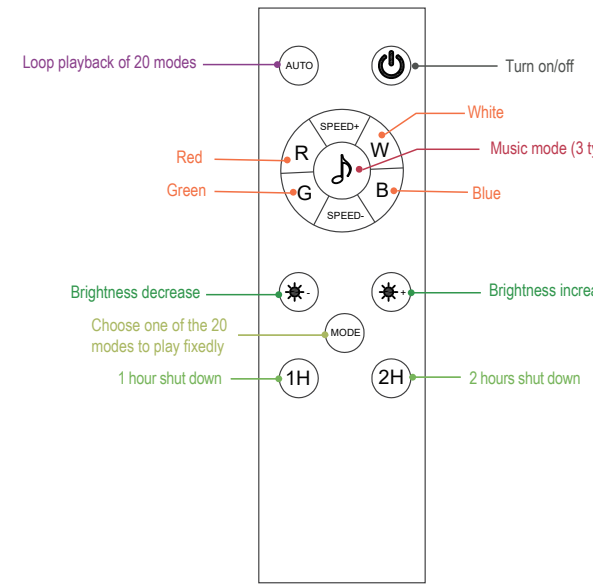 Loop playback of 20 modes
AUTO
Turn on/off
SPEED+
White
R
W
Red
Music mode (3
Green
G
B
Blue
SPEED-
Brightness decrease
-
+
Brightness
Choose one of the 20
modes to play fixedly
MODE
1 hour shut down
1H
2H
2 hours shut down